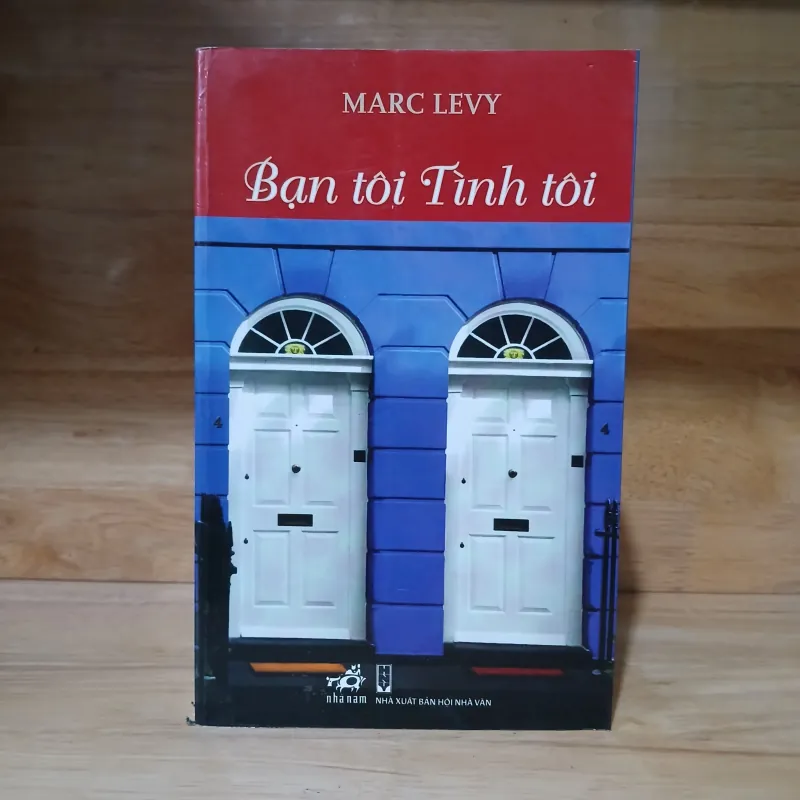 MARC LEVY
Bạn tôi Tình tôi
4
4
nhã nam
NHÀ XUẤT BẢN HỘI NHÀ VĂN